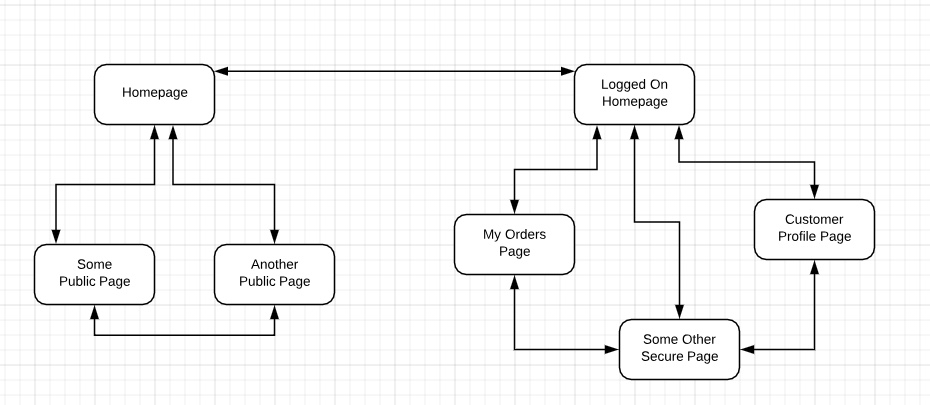 Homepage
Logged On
Homepage
Some
Public Page
Another
Public Page
My Orders
Page
Customer
Profile Page
Some Other
Secure Page